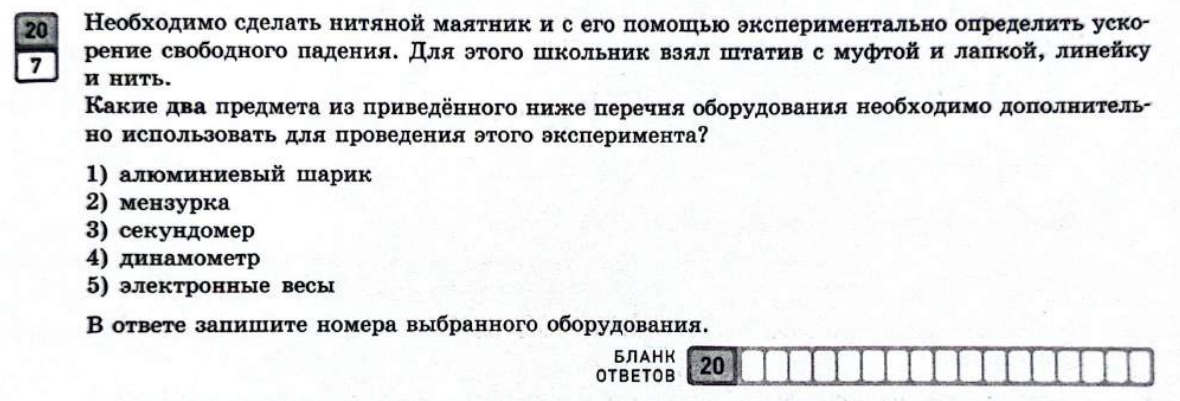 20
7
Необходимо сделать нитяной маятник и с его помощью экспериментально определить уско-
рение свободного падения. Для этого школьник взял штатив с муфтой и лапкой, линейку
и нить.
Какие два предмета из приведённого ниже перечня оборудования необходимо дополнитель-
но использовать для проведения этого эксперимента?
1) алюминиевый шарик
2) мензурка
3) секундомер
4) динамометр
5) электронные весы
В ответе запишите номера выбранного оборудования.
БЛАНК
ОТВЕТОВ
20